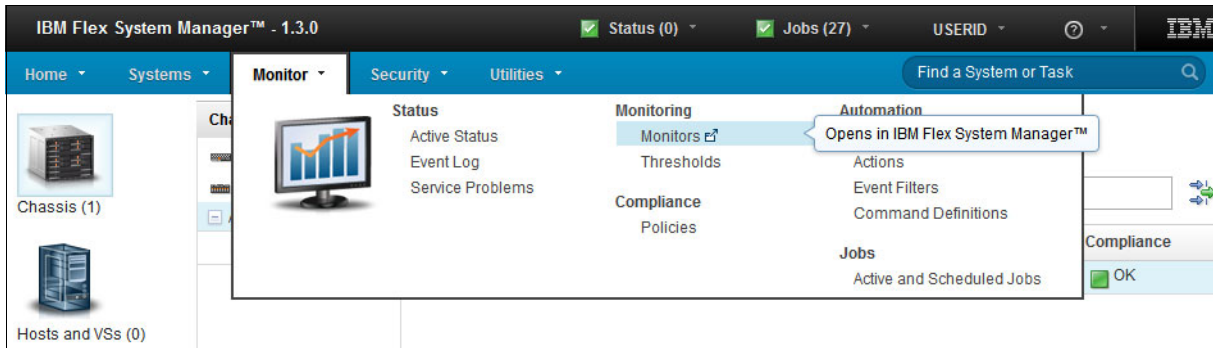 IBM Flex System Manager™ - 1.3.0
Status (0)
Jobs (27)
USERID
IBM
Home
Systems
Monitor
Security
Utilities
Find a System or Task
Chassis (1)
Hosts and VSs (0)
Status
Active Status
Event Log
Service Problems
Monitoring
Monitors
Thresholds
Compliance
Policies
Automation
Opens in IBM Flex System Manager™
Actions
Event Filters
Command Definitions
Jobs
Active and Scheduled Jobs
Compliance
OK